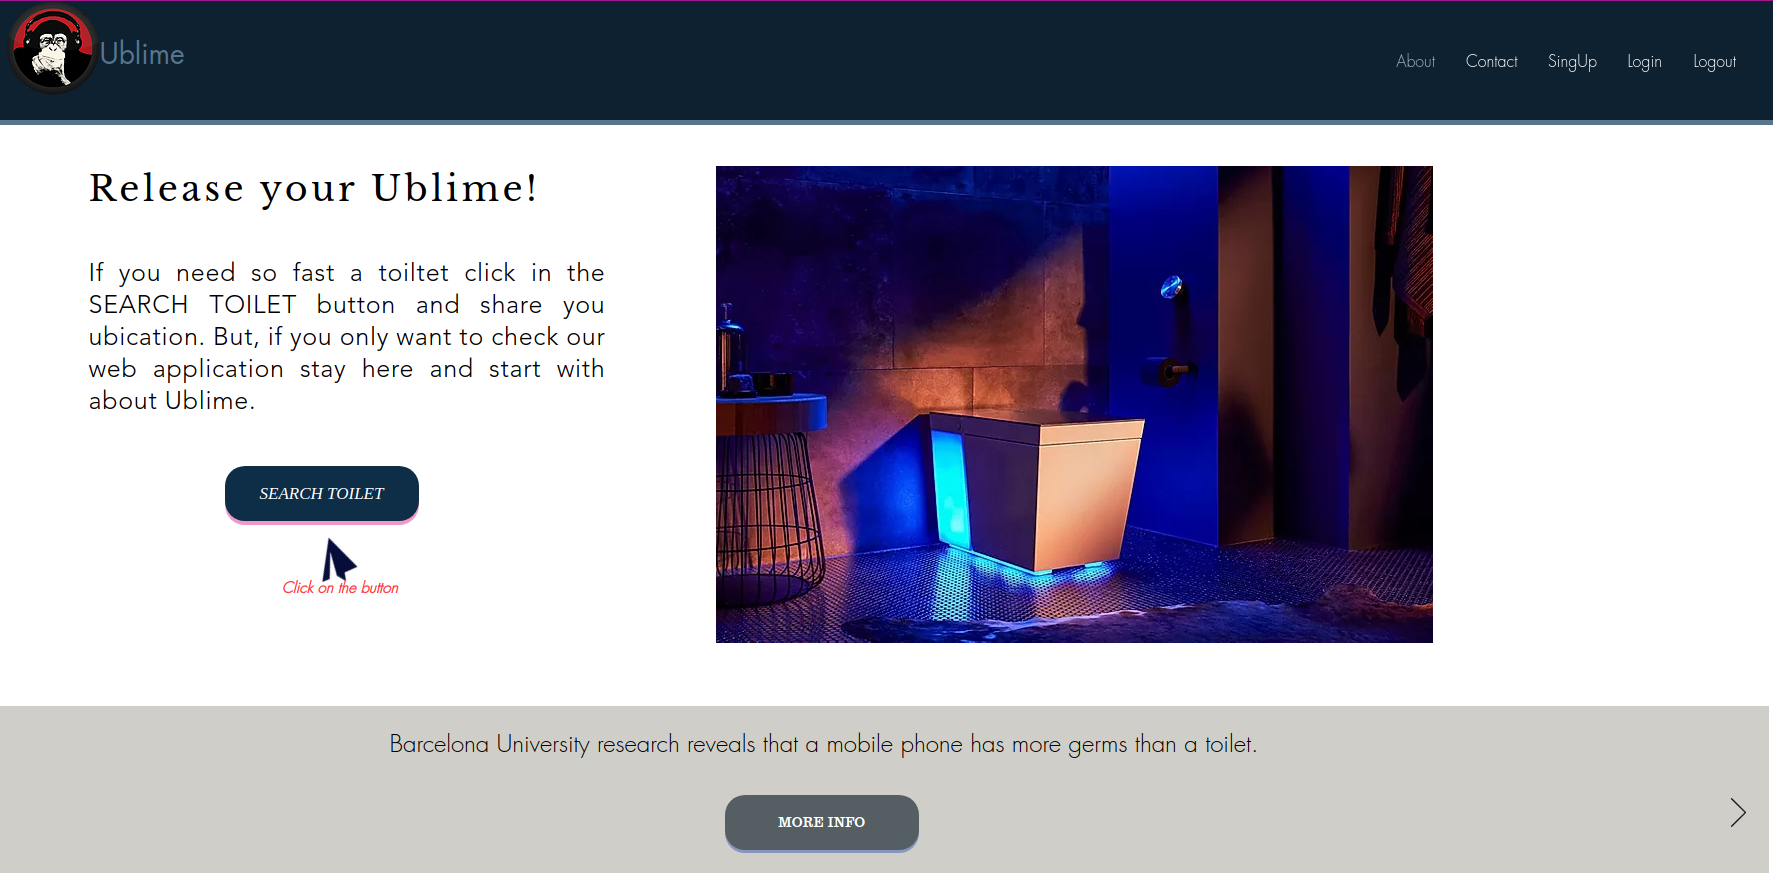 Ublime
About Contact SingUp Login Logout
Release your Ublime!
If you need so fast a toiltet click in the
SEARCH TOILET button and share you
ubication. But, if you only want to check our
web application stay here and start with
about Ublime.
SEARCH TOILET
Click on the button
Barcelona University research reveals that a mobile phone has more germs than a toilet.
MORE INFO